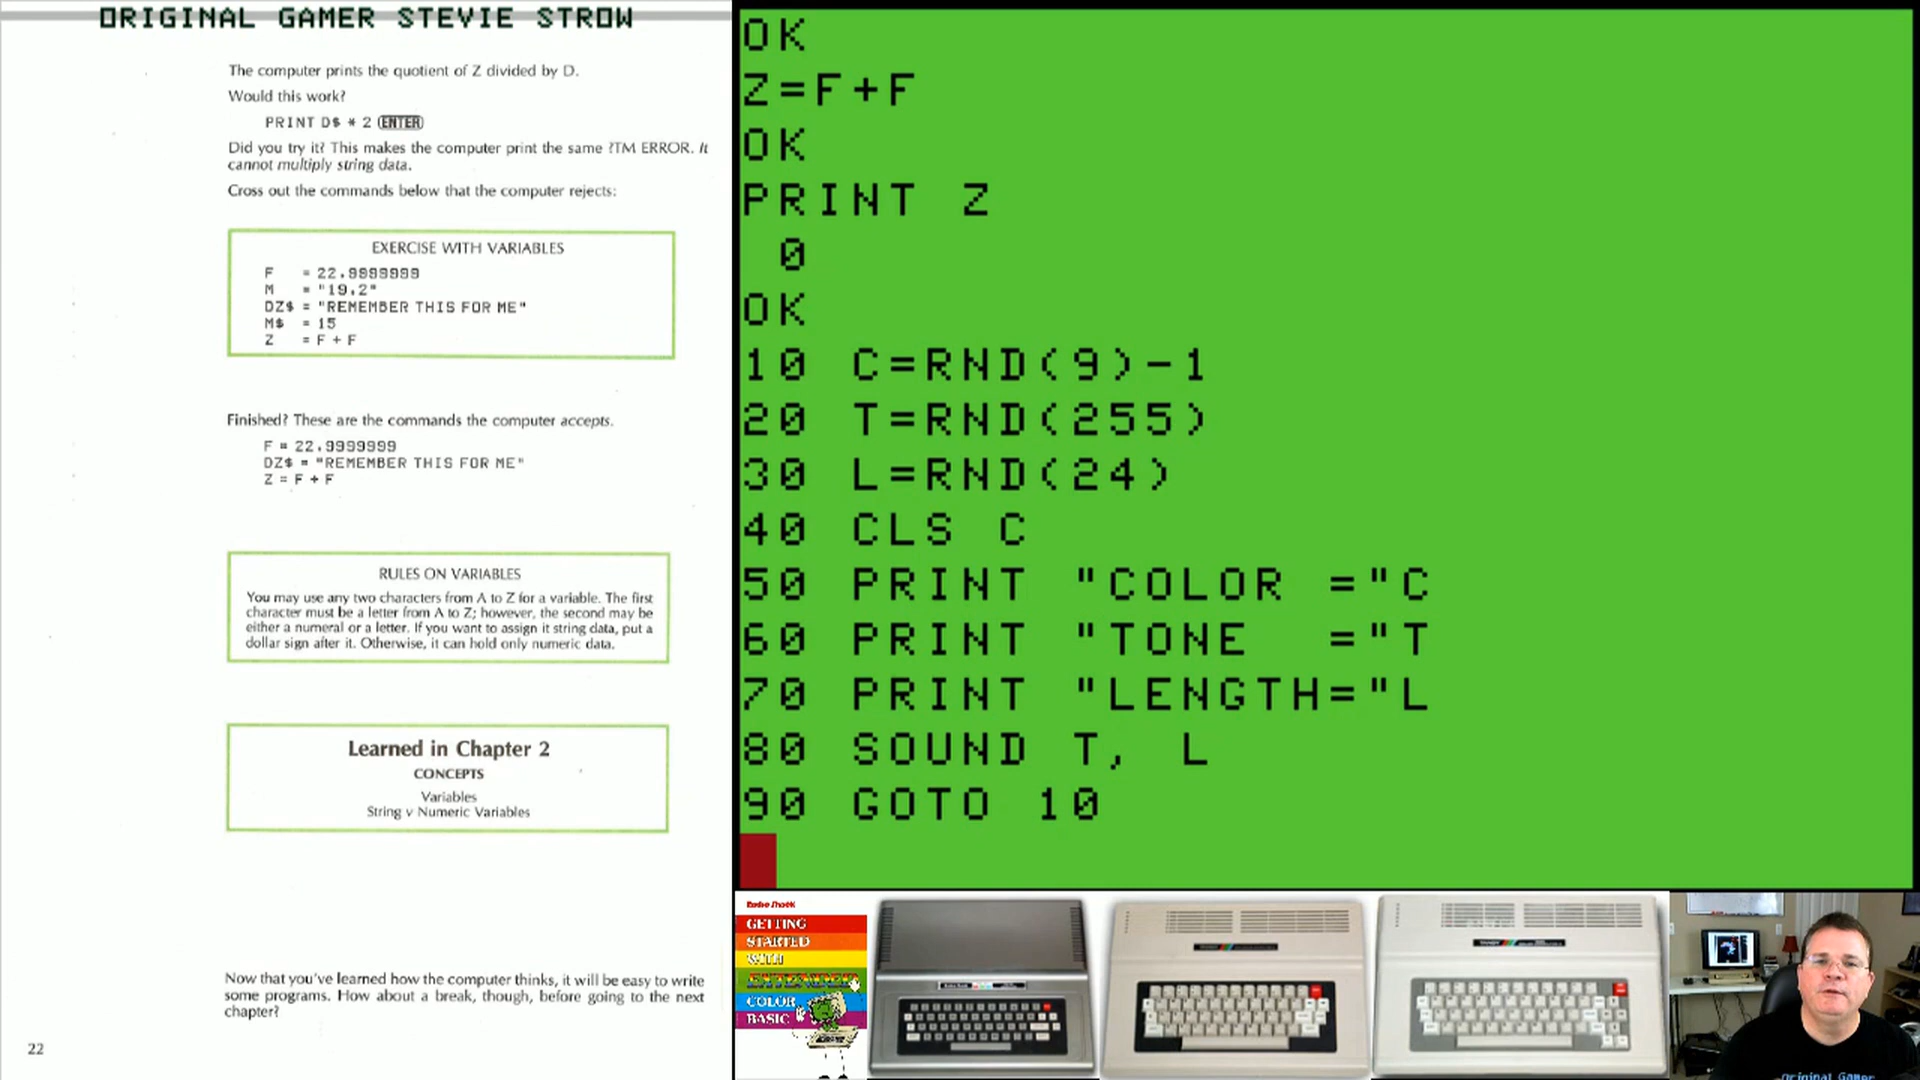 ORIGINAL GAMER STEVIE STROW
The computer prints the quotient of Z divided by D.
Would this work?
PRINT D$ * 2 ENTER
Did you try it? This makes the computer print the same ?TM ERROR. It
cannot multiply string data.
Cross out the commands below that the computer rejects:
EXERCISE WITH VARIABLES
F = 22.9999999
M = "19.2"
DZ$ = "REMEMBER THIS FOR ME"
M$ = 15
Z = F + F
Finished? These are the commands the computer accepts.
F = 22.9999999
DZ$ = "REMEMBER THIS FOR ME"
Z = F + F
RULES ON VARIABLES
You may use any two characters from A to Z for a variable. The first
character must be a letter from A to Z; however, the second may be
either a numeral or a letter. If you want to assign it string data, put a
dollar sign after it. Otherwise, it can hold only numeric data.
Learned in Chapter 2
CONCEPTS
Variables
String v Numeric Variables
Now that you've learned how the computer thinks, it will be easy to write
some programs. How about a break, though, before going to the next
chapter?
22
OK
Z=F+F
OK
PRINT Z
0
OK
10 C=RND(9)-1
20 T=RND(255)
30 L=RND(24)
40 CLS C
50 PRINT "COLOR ="C
60 PRINT "TONE   ="T
70 PRINT "LENGTH="L
80 SOUND T, L
90 GOTO 10
Radio Shack
GETTING
STARTED
WITH
EXTENDED
COLOR
BASIC
Original Gamer